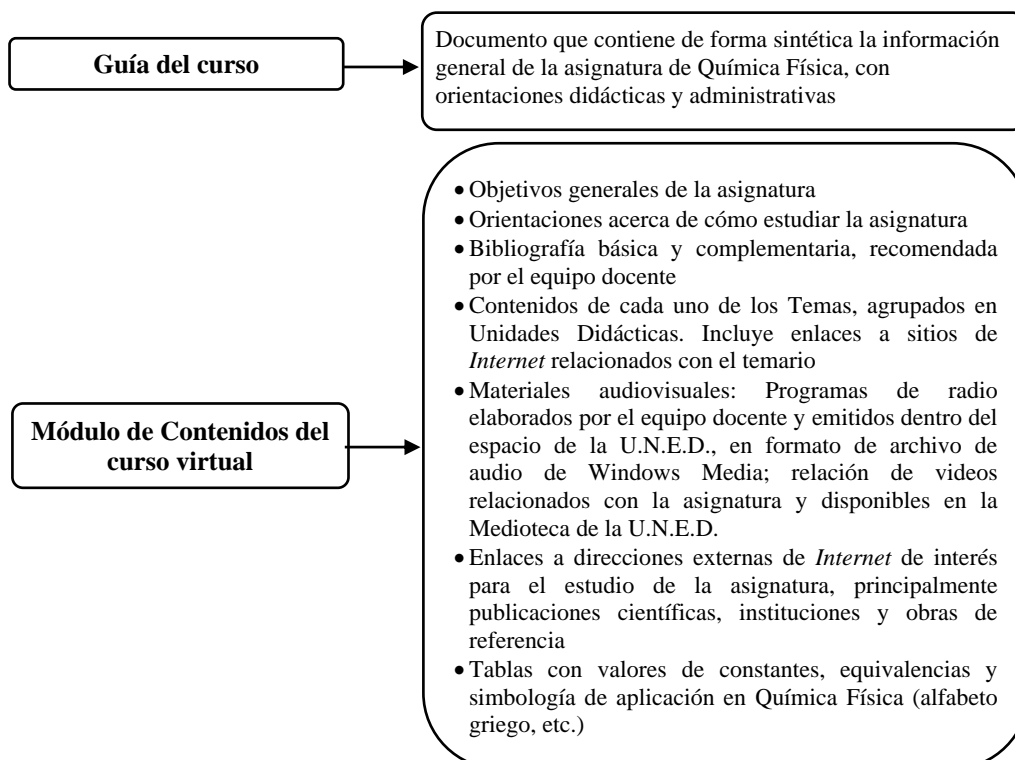 Guía del curso
Documento que contiene de forma sintética la información
general de la asignatura de Química Física, con
orientaciones didácticas y administrativas
Módulo de Contenidos del
curso virtual
• Objetivos generales de la asignatura
• Orientaciones acerca de cómo estudiar la asignatura
• Bibliografía básica y complementaria, recomendada
por el equipo docente
• Contenidos de cada uno de los Temas, agrupados en
Unidades Didácticas. Incluye enlaces a sitios de
Internet relacionados con el temario
• Materiales audiovisuales: Programas de radio
elaborados por el equipo docente y emitidos dentro del
espacio de la U.N.E.D., en formato de archivo de
audio de Windows Media; relación de videos
relacionados con la asignatura y disponibles en la
Medioteca de la U.N.E.D.
• Enlaces a direcciones externas de Internet de interés
para el estudio de la asignatura, principalmente
publicaciones científicas, instituciones y obras de
referencia
• Tablas con valores de constantes, equivalencias y
simbología de aplicación en Química Física (alfabeto
griego, etc.)